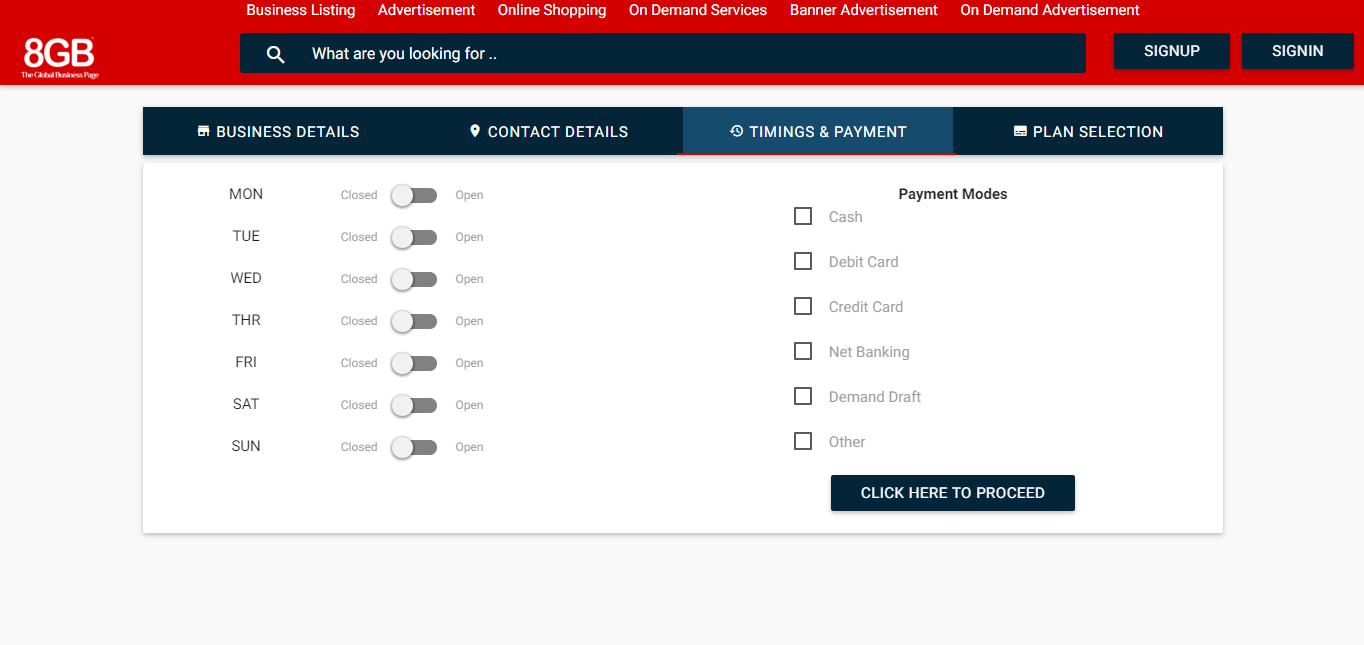 Business Listing Advertisement Online Shopping On Demand Services Banner Advertisement On Demand Advertisement
8GB
The Global Business Page
What are you looking for ..
SIGNUP SIGNIN
BUSINESS DETAILS CONTACT DETAILS TIMINGS & PAYMENT PLAN SELECTION
MON Closed Open
TUE Closed Open
WED Closed Open
THR Closed Open
FRI Closed Open
SAT Closed Open
SUN Closed Open
Payment Modes
Cash
Debit Card
Credit Card
Net Banking
Demand Draft
Other
CLICK HERE TO PROCEED